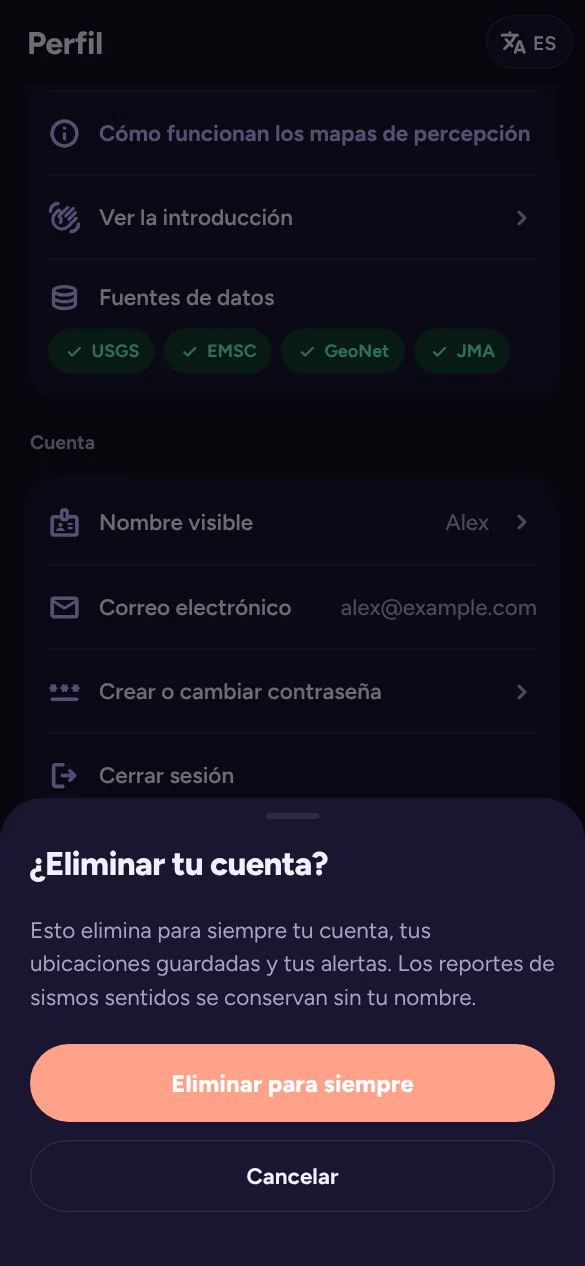 Perfil
ES
Cómo funcionan los mapas de percepción
Ver la introducción
Fuentes de datos
USGS
EMSC
GeoNet
JMA
Cuenta
Nombre visible
Alex
Correo electrónico
alex@example.com
Crear o cambiar contraseña
Cerrar sesión
¿Eliminar tu cuenta?
Esto elimina para siempre tu cuenta, tus
ubicaciones guardadas y tus alertas. Los reportes de
sismos sentidos se conservan sin tu nombre.
Eliminar para siempre
Cancelar